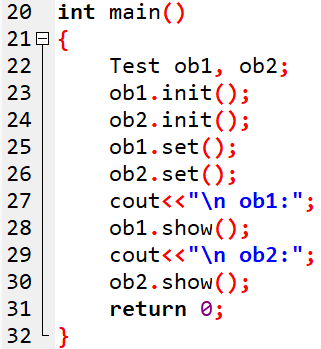 20 int main()
21 {
22     Test ob1, ob2;
23     ob1.init();
24     ob2.init();
25     ob1.set();
26     ob2.set();
27     cout<<"\n ob1:";
28     ob1.show();
29     cout<<"\n ob2:";
30     ob2.show();
31     return 0;
32 }